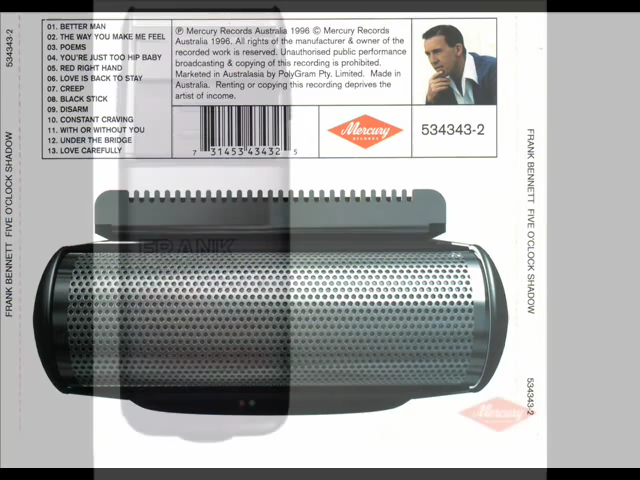 534343-2
FRANK BENNETT FIVE O'CLOCK SHADOW
01. BETTER MAN
02. THE WAY YOU MAKE ME FEEL
03. POEMS
04. YOU'RE JUST TOO HIP BABY
05. RED RIGHT HAND
06. LOVE IS BACK TO STAY
07. CREEP
08. BLACK STICK
09. DISARM
10. CONSTANT CRAVING
11. WITH OR WITHOUT YOU
12. UNDER THE BRIDGE
13. LOVE CAREFULLY
℗ Mercury Records Australia 1996 © Mercury Records
Australia 1996. All rights of the manufacturer & owner of the
recorded work is reserved. Unauthorised public performance
broadcasting & copying of this recording is prohibited.
Marketed in Australasia by PolyGram Pty. Limited. Made in
Australia. Renting or copying this recording deprives the
artist of income.
7 31453 43432 5
Mercury
RECORDS
534343-2
FRANK
FRANK BENNETT FIVE O'CLOCK SHADOW
534343-2
Mercury